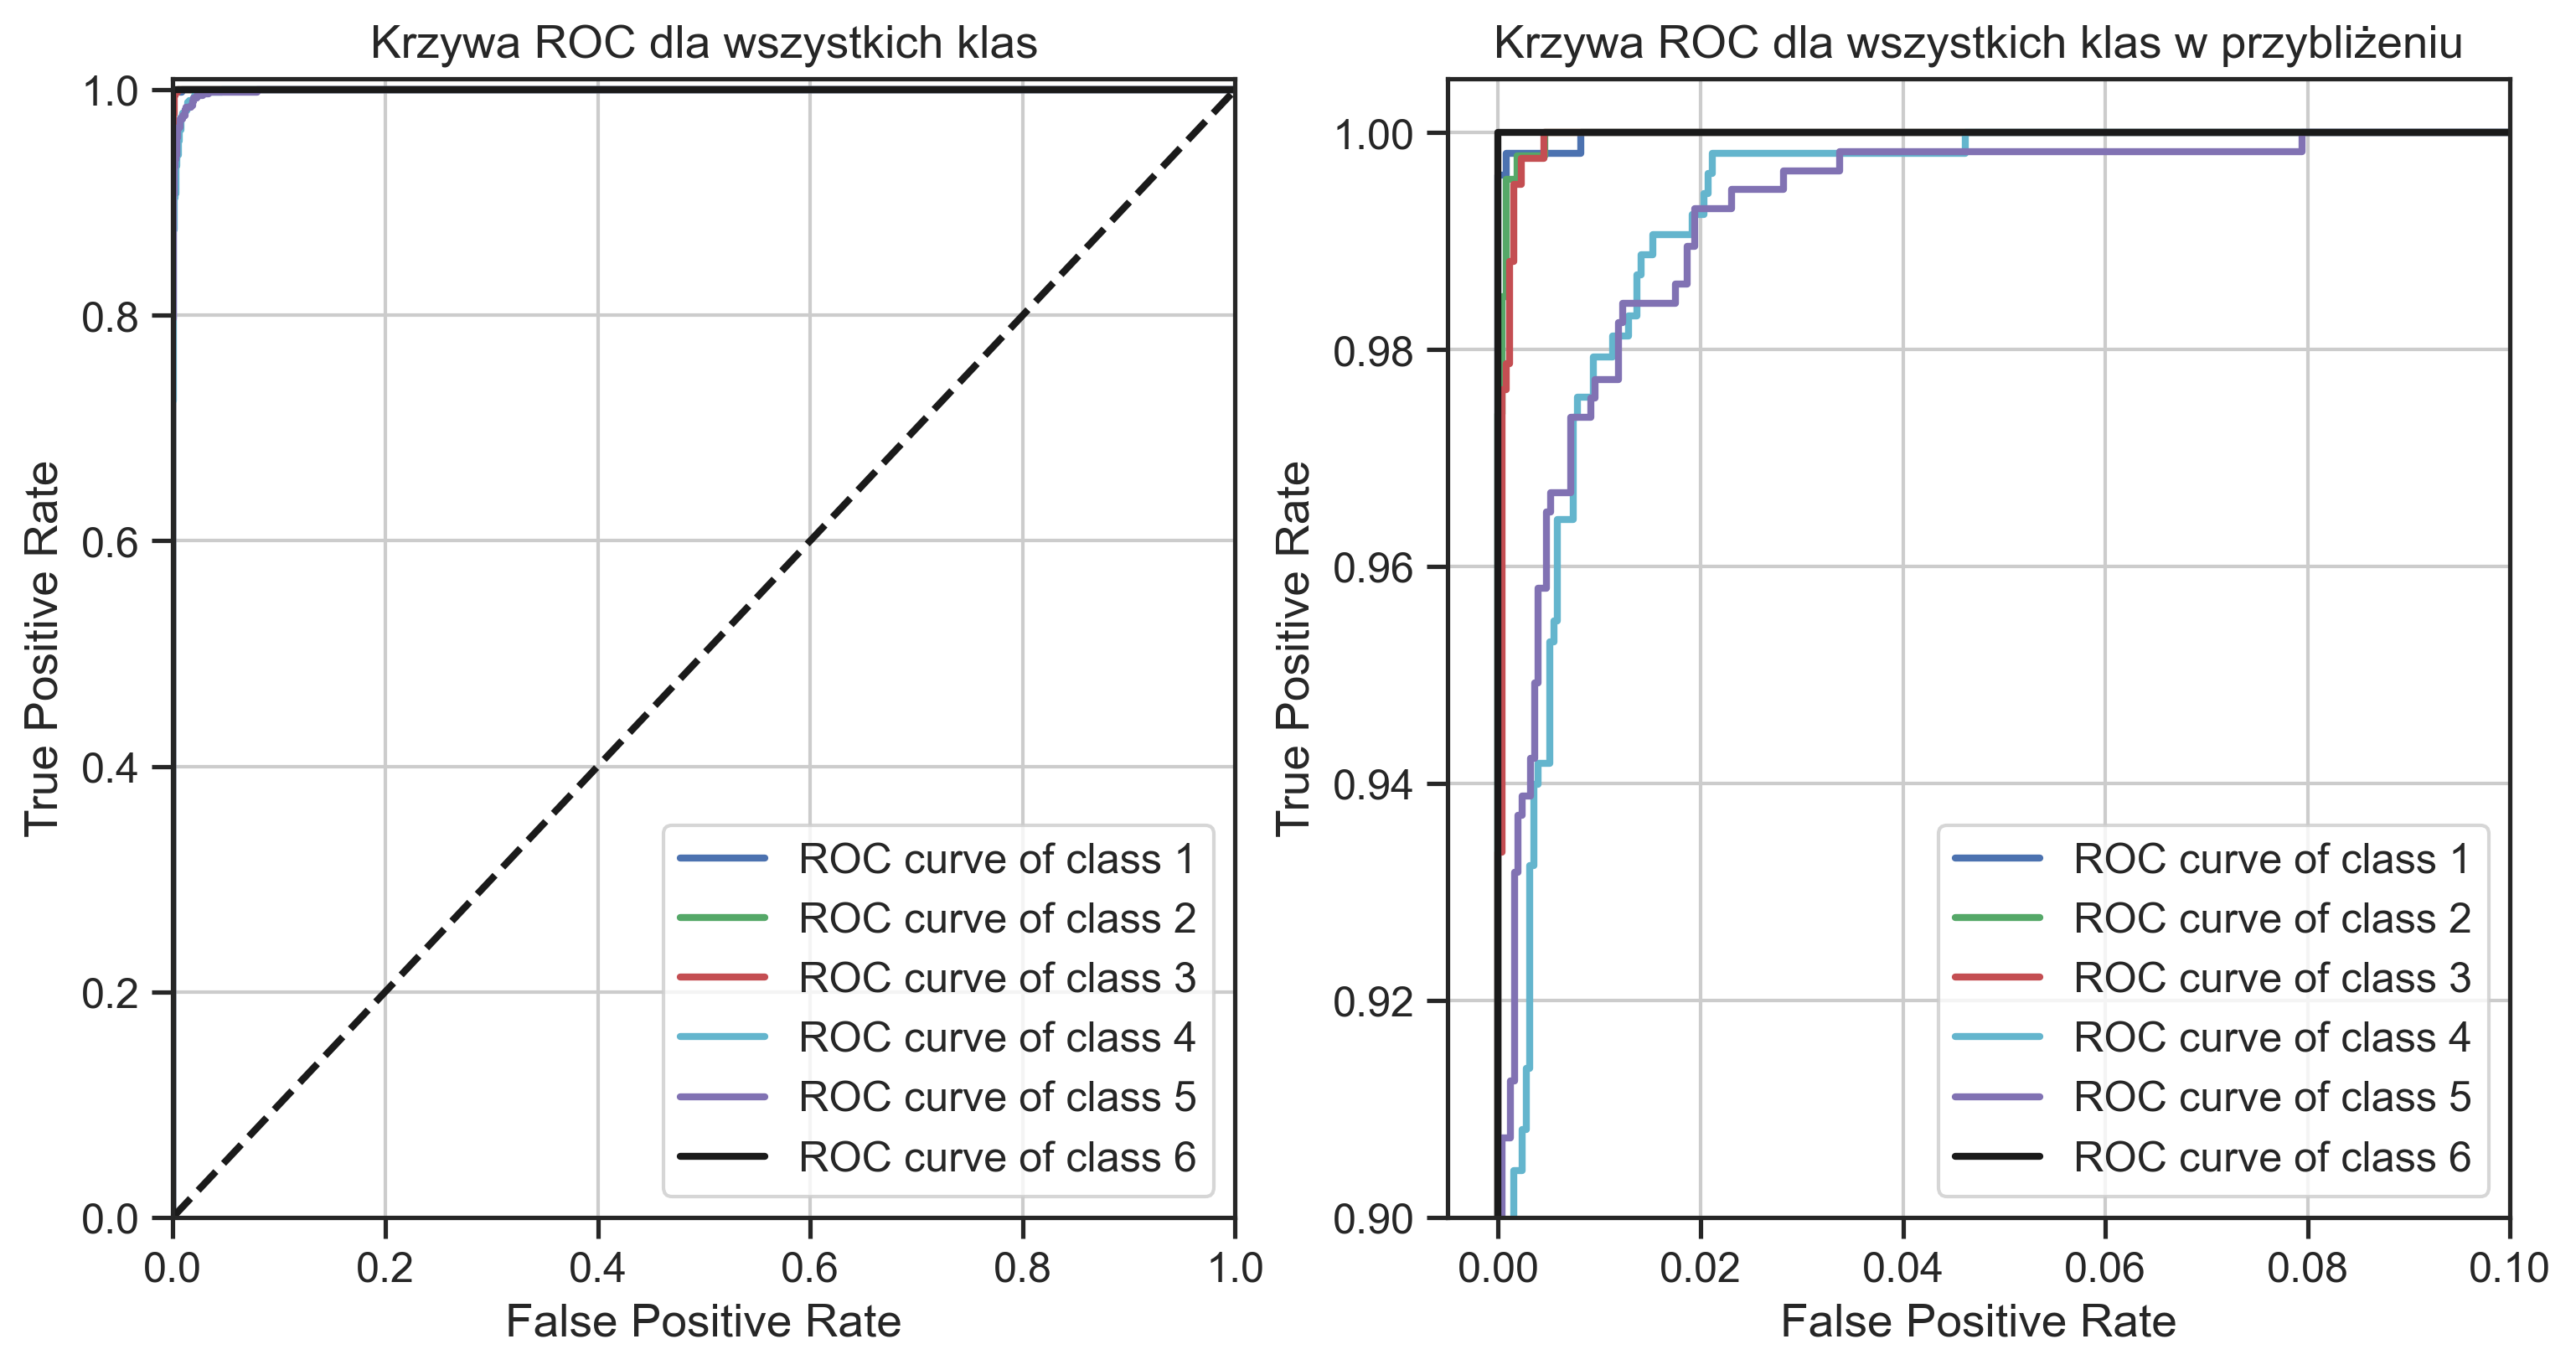 Krzywa ROC dla wszystkich klas
True Positive Rate
1.0
0.8
0.6
0.4
0.2
0.0
0.0 0.2 0.4 0.6 0.8 1.0
False Positive Rate
ROC curve of class 1
ROC curve of class 2
ROC curve of class 3
ROC curve of class 4
ROC curve of class 5
ROC curve of class 6
Krzywa ROC dla wszystkich klas w przybliżeniu
True Positive Rate
1.00
0.98
0.96
0.94
0.92
0.90
0.00 0.02 0.04 0.06 0.08 0.10
False Positive Rate
ROC curve of class 1
ROC curve of class 2
ROC curve of class 3
ROC curve of class 4
ROC curve of class 5
ROC curve of class 6